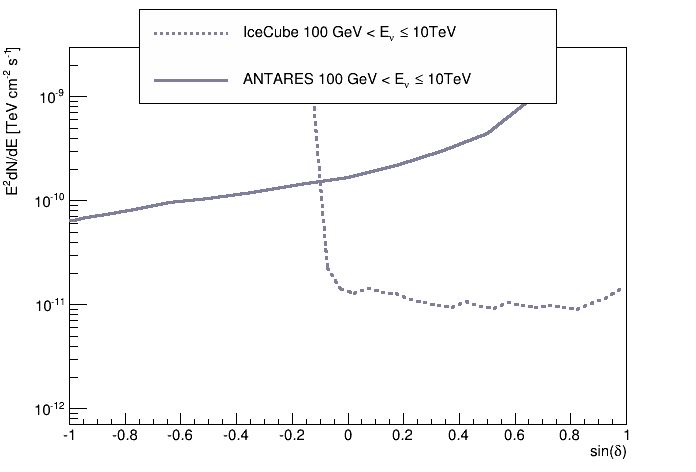 IceCube 100 GeV < Eν ≤ 10TeV
ANTARES 100 GeV < Eν ≤ 10TeV
E²dN/dE [TeV cm⁻² s⁻¹]
10⁻⁹
10⁻¹⁰
10⁻¹¹
10⁻¹²
-1 -0.8 -0.6 -0.4 -0.2 0 0.2 0.4 0.6 0.8 1
sin(δ)